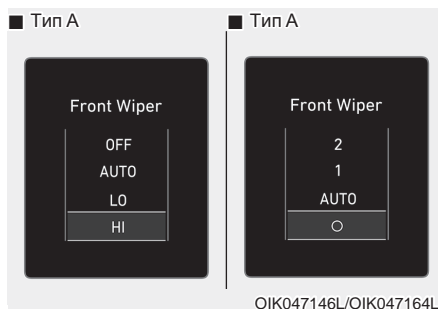 ■ Тип A
Front Wiper
OFF
AUTO
LO
HI
■ Тип A
Front Wiper
2
1
AUTO
O
OIK047146L/OIK047164L